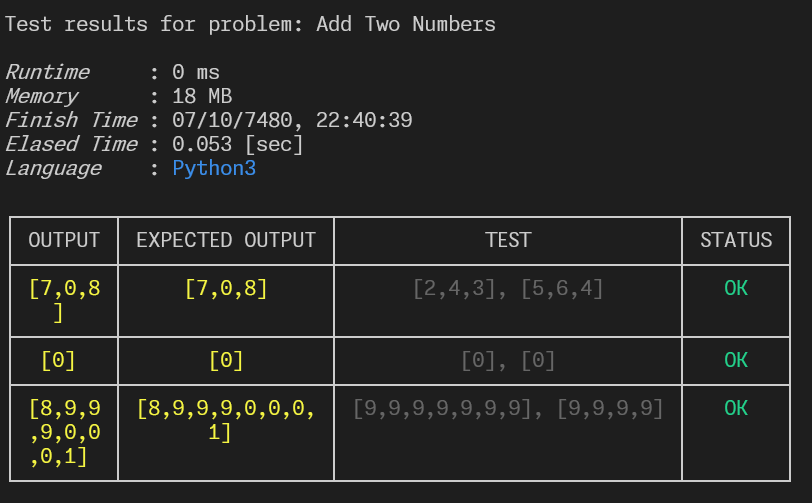 Test results for problem: Add Two Numbers
Runtime : 0 ms
Memory : 18 MB
Finish Time : 07/10/7480, 22:40:39
Elased Time : 0.053 [sec]
Language : Python3
OUTPUT EXPECTED OUTPUT TEST STATUS
[7,0,8 [7,0,8] [2,4,3], [5,6,4] OK
]
[0] [0] [0], [0] OK
[8,9,9 [8,9,9,9,0,0,0, [9,9,9,9,9,9,9], [9,9,9,9] OK
,9,0,0 1]
,0,1]